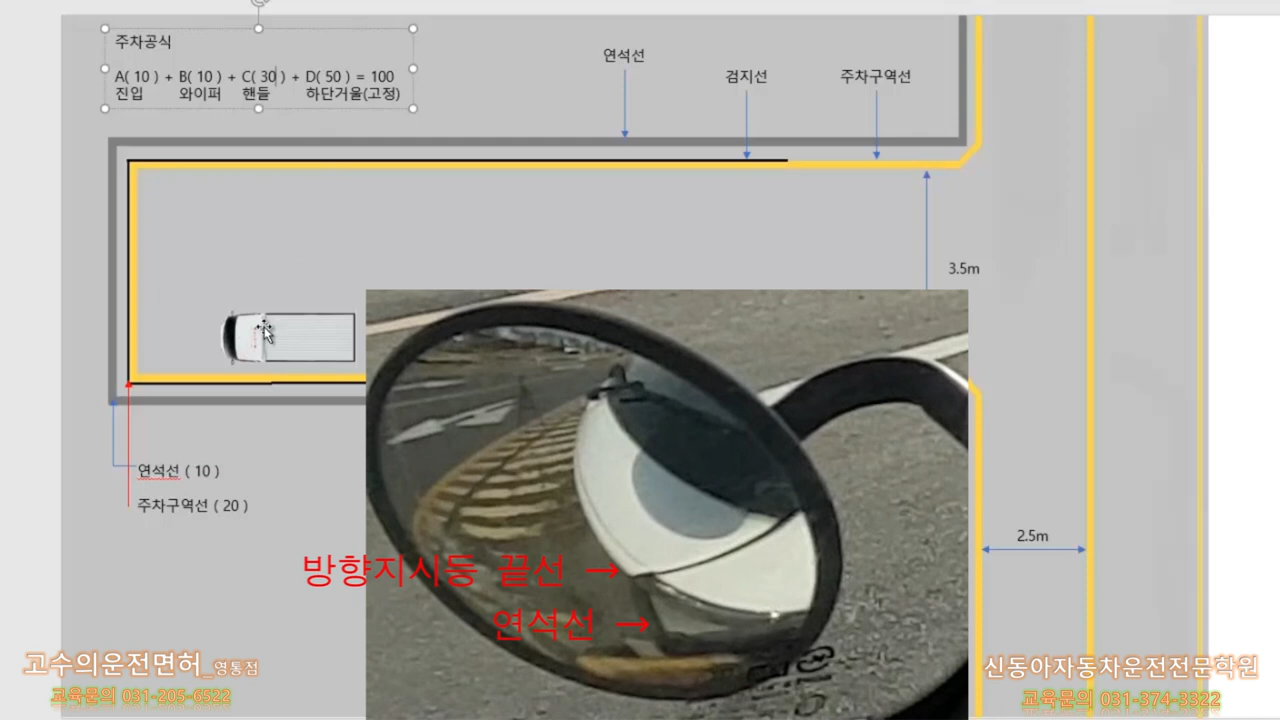 주차공식
A( 10 ) + B( 10 ) + C( 30 ) + D( 50 ) = 100
진입 와이퍼 핸들 하단거울(고정)
연석선
검지선
주차구역선
3.5m
연석선 ( 10 )
주차구역선 ( 20 )
2.5m
방향지시등 끝선 →
연석선 →
고수의운전면허_영통점
교육문의 031-205-6522
신동아자동차운전전문학원
교육문의 031-374-3322